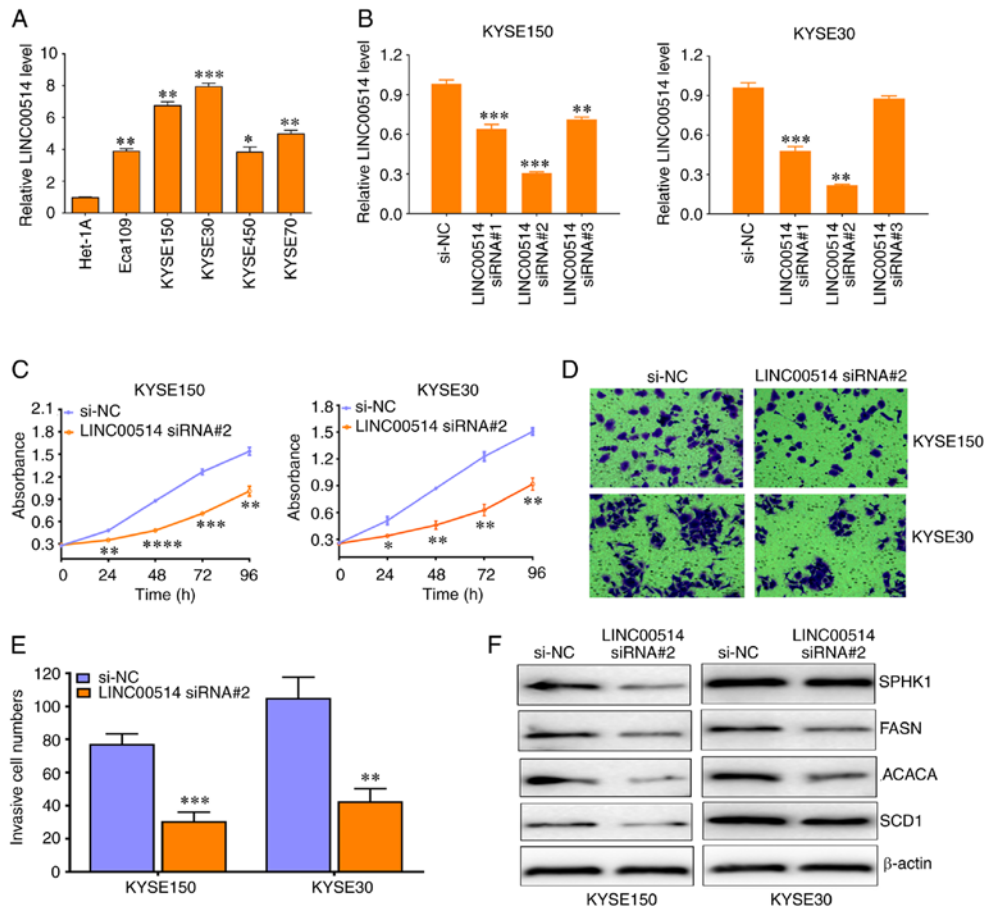 A
Relative LINC00514 level
10
8
6
4
2
0
**
**
***
*
**
Het-1A
Eca109
KYSE150
KYSE30
KYSE450
KYSE70
B
KYSE150
Relative LINC00514 level
1.2
0.9
0.6
0.3
0.0
***
***
**
si-NC
LINC00514 siRNA#1
LINC00514 siRNA#2
LINC00514 siRNA#3
KYSE30
Relative LINC00514 level
1.2
0.9
0.6
0.3
0.0
***
**
si-NC
LINC00514 siRNA#1
LINC00514 siRNA#2
LINC00514 siRNA#3
C
KYSE150
Absorbance
2.1
1.8
1.5
1.2
0.9
0.6
0.3
si-NC
LINC00514 siRNA#2
**
****
***
**
0 24 48 72 96
Time (h)
KYSE30
Absorbance
1.8
1.5
1.2
0.9
0.6
0.3
si-NC
LINC00514 siRNA#2
*
**
**
**
0 24 48 72 96
Time (h)
D
si-NC LINC00514 siRNA#2
KYSE150
KYSE30
E
Invasive cell numbers
120
100
80
60
40
20
0
si-NC
LINC00514 siRNA#2
***
**
KYSE150 KYSE30
F
si-NC LINC00514 siRNA#2 si-NC LINC00514 siRNA#2
SPHK1
FASN
ACACA
SCD1
β-actin
KYSE150 KYSE30